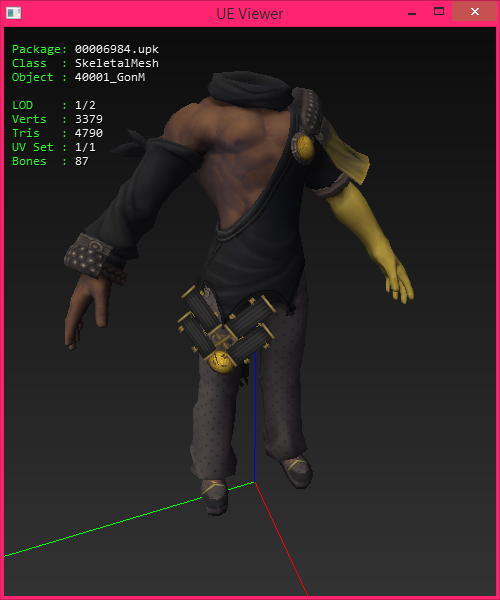 UE Viewer
Package: 00006984.upk
Class : SkeletalMesh
Object : 40001_GonM
LOD : 1/2
Verts : 3379
Tris : 4790
UV Set : 1/1
Bones : 87